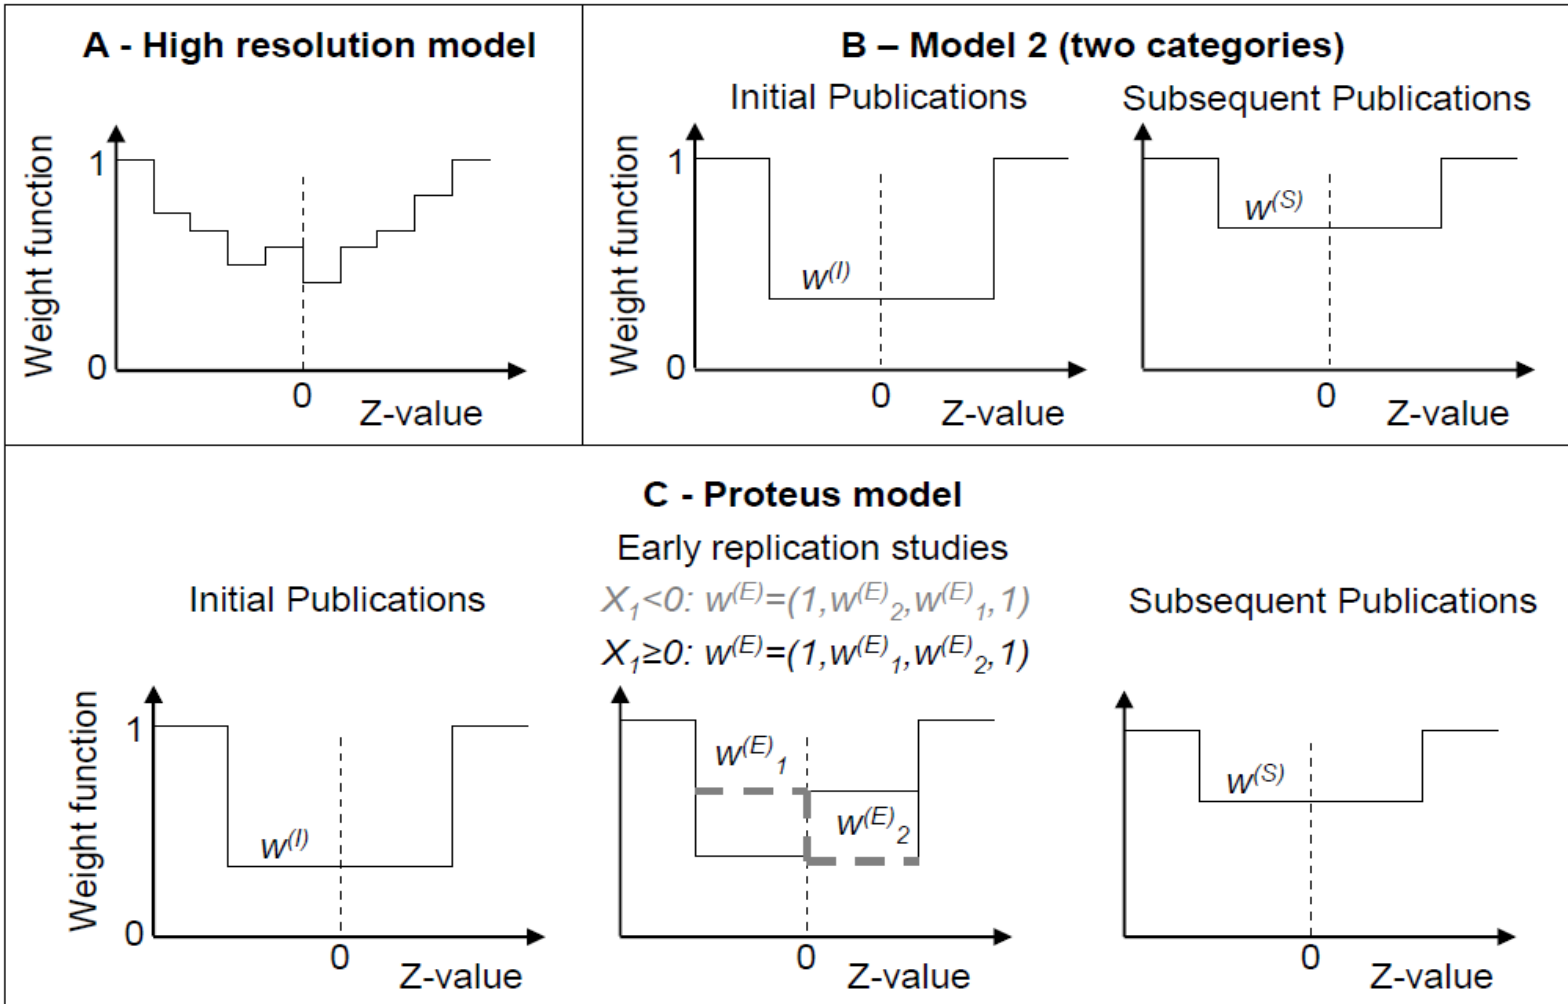 A - High resolution model
Weight function
1
0
0
Z-value
B – Model 2 (two categories)
Initial Publications
Subsequent Publications
Weight function
1
w(I)
0
0
Z-value
w(S)
0
Z-value
C - Proteus model
Early replication studies
X1<0: w(E)=(1,w(E)2,w(E)1,1)
X1≥0: w(E)=(1,w(E)1,w(E)2,1)
Initial Publications
Subsequent Publications
Weight function
1
w(I)
0
0
Z-value
w(E)1
w(E)2
0
Z-value
w(S)
0
Z-value